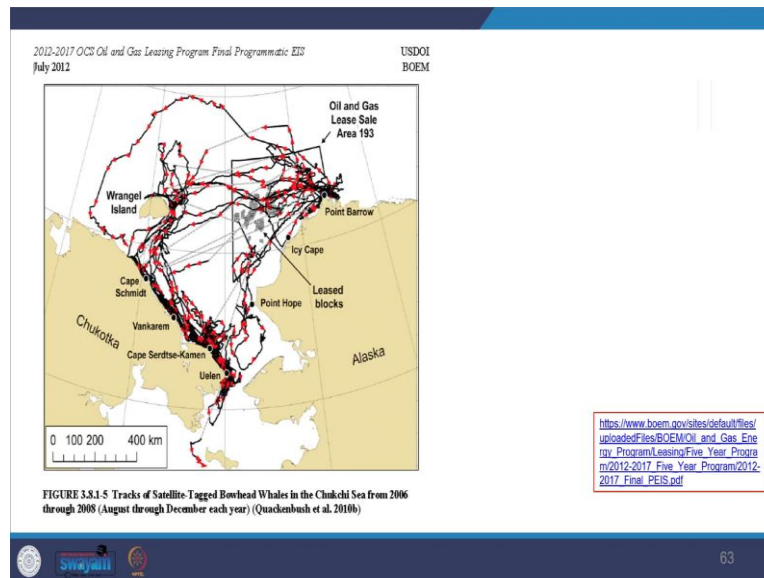 2012-2017 OCS Oil and Gas Leasing Program Final Programmatic EIS USDOI
July 2012 BOEM
Oil and Gas
Lease Sale
Area 193
Wrangel
Island
Point Barrow
Icy Cape
Cape
Schmidt
Leased
blocks
Point Hope
Vankarem
Chukotka
Cape Serdtse-Kamen
Alaska
Uelen
0 100 200 400 km
FIGURE 3.8.1-5 Tracks of Satellite-Tagged Bowhead Whales in the Chukchi Sea from 2006
through 2008 (August through December each year) (Quackenbush et al. 2010b)
https://www.boem.gov/sites/default/files/
uploadedFiles/BOEM/Oil_and_Gas_Ene
rgy_Program/Leasing/Five_Year_Progra
m/2012-2017_Five_Year_Program/2012-
2017_Final_PEIS.pdf
swayam
63